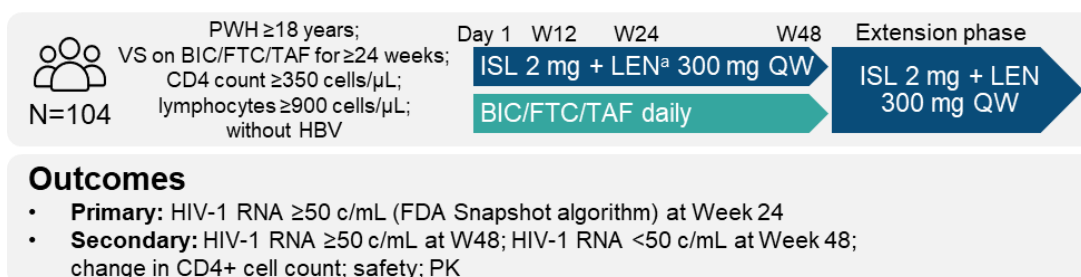 PWH ≥18 years;
VS on BIC/FTC/TAF for ≥24 weeks;
CD4 count ≥350 cells/µL;
lymphocytes ≥900 cells/µL;
without HBV
N=104
Day 1 W12 W24 W48 Extension phase
ISL 2 mg + LENᵃ 300 mg QW
BIC/FTC/TAF daily
ISL 2 mg + LEN
300 mg QW
Outcomes
• Primary: HIV-1 RNA ≥50 c/mL (FDA Snapshot algorithm) at Week 24
• Secondary: HIV-1 RNA ≥50 c/mL at W48; HIV-1 RNA <50 c/mL at Week 48;
change in CD4+ cell count; safety; PK